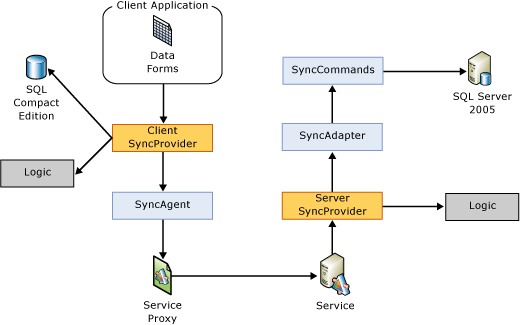 Client Application
Data
Forms
SQL
Compact
Edition
Client
SyncProvider
Logic
SyncAgent
Service
Proxy
SyncCommands
SQL Server
2005
SyncAdapter
Server
SyncProvider
Logic
Service